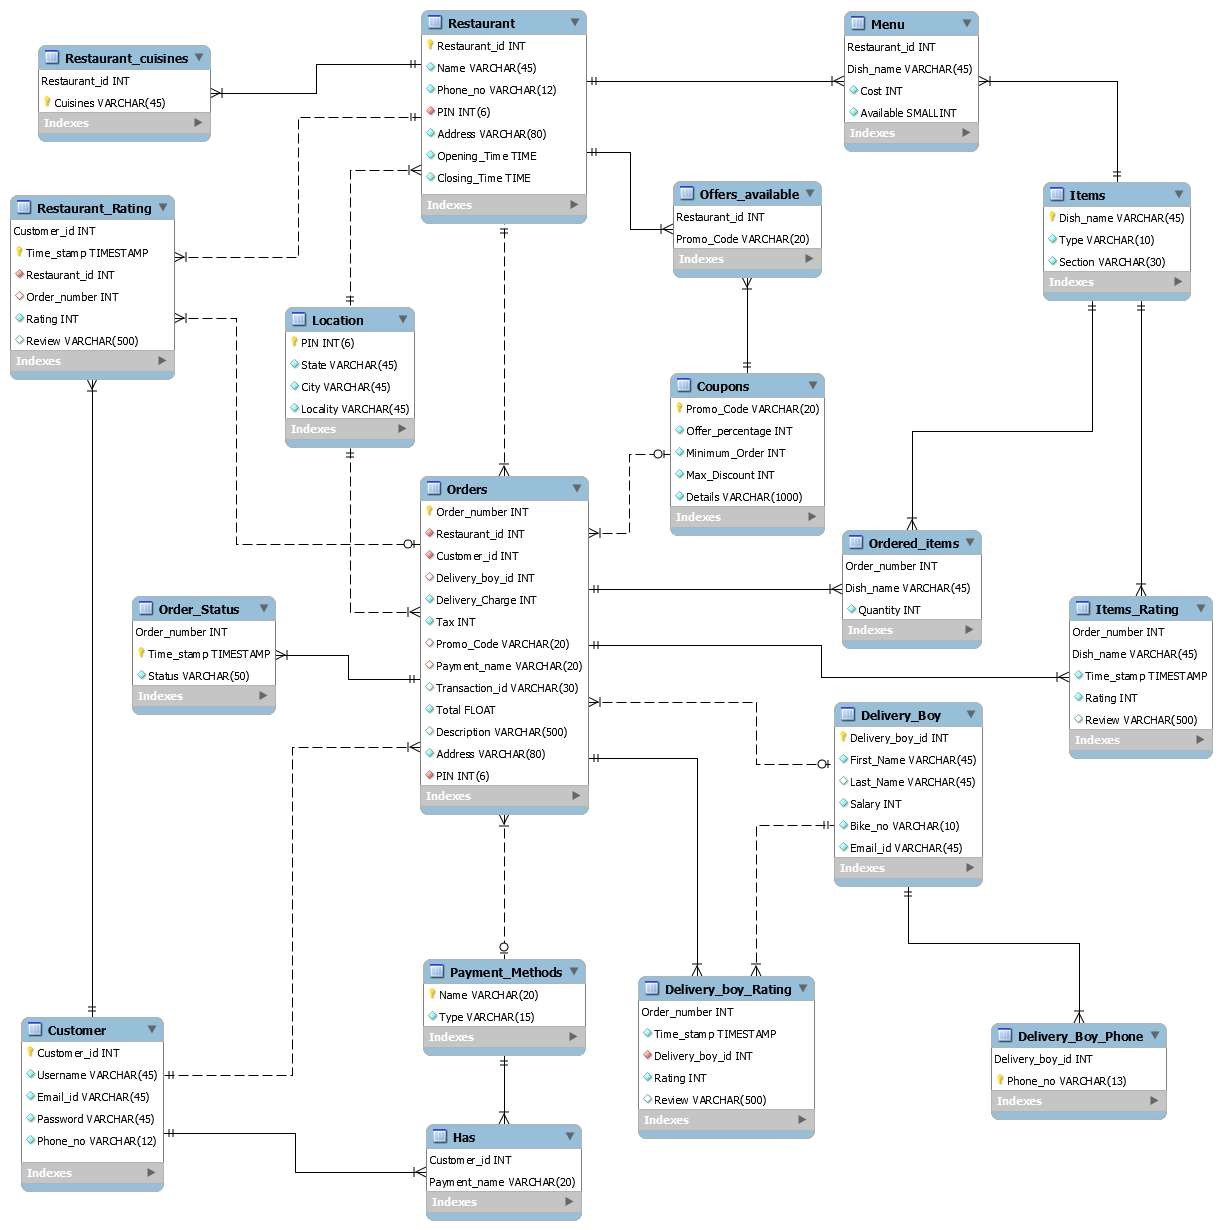 Restaurant
Restaurant_id INT
Name VARCHAR(45)
Phone_no VARCHAR(12)
PIN INT(6)
Address VARCHAR(80)
Opening_Time TIME
Closing_Time TIME
Indexes
Menu
Restaurant_id INT
Dish_name VARCHAR(45)
Cost INT
Available SMALLINT
Indexes
Restaurant_cuisines
Restaurant_id INT
Cuisines VARCHAR(45)
Indexes
Offers_available
Restaurant_id INT
Promo_Code VARCHAR(20)
Indexes
Items
Dish_name VARCHAR(45)
Type VARCHAR(10)
Section VARCHAR(30)
Indexes
Restaurant_Rating
Customer_id INT
Time_stamp TIMESTAMP
Restaurant_id INT
Order_number INT
Rating INT
Review VARCHAR(500)
Indexes
Location
PIN INT(6)
State VARCHAR(45)
City VARCHAR(45)
Locality VARCHAR(45)
Indexes
Coupons
Promo_Code VARCHAR(20)
Offer_percentage INT
Minimum_Order INT
Max_Discount INT
Details VARCHAR(1000)
Indexes
Orders
Order_number INT
Restaurant_id INT
Customer_id INT
Delivery_boy_id INT
Delivery_Charge INT
Tax INT
Promo_Code VARCHAR(20)
Payment_name VARCHAR(20)
Transaction_id VARCHAR(30)
Total FLOAT
Description VARCHAR(500)
Address VARCHAR(80)
PIN INT(6)
Indexes
Ordered_items
Order_number INT
Dish_name VARCHAR(45)
Quantity INT
Indexes
Order_Status
Order_number INT
Time_stamp TIMESTAMP
Status VARCHAR(50)
Indexes
Items_Rating
Order_number INT
Dish_name VARCHAR(45)
Time_stamp TIMESTAMP
Rating INT
Review VARCHAR(500)
Indexes
Delivery_Boy
Delivery_boy_id INT
First_Name VARCHAR(45)
Last_Name VARCHAR(45)
Salary INT
Bike_no VARCHAR(10)
Email_id VARCHAR(45)
Indexes
Payment_Methods
Name VARCHAR(20)
Type VARCHAR(15)
Indexes
Delivery_boy_Rating
Order_number INT
Time_stamp TIMESTAMP
Delivery_boy_id INT
Rating INT
Review VARCHAR(500)
Indexes
Customer
Customer_id INT
Username VARCHAR(45)
Email_id VARCHAR(45)
Password VARCHAR(45)
Phone_no VARCHAR(12)
Indexes
Delivery_Boy_Phone
Delivery_boy_id INT
Phone_no VARCHAR(13)
Indexes
Has
Customer_id INT
Payment_name VARCHAR(20)
Indexes